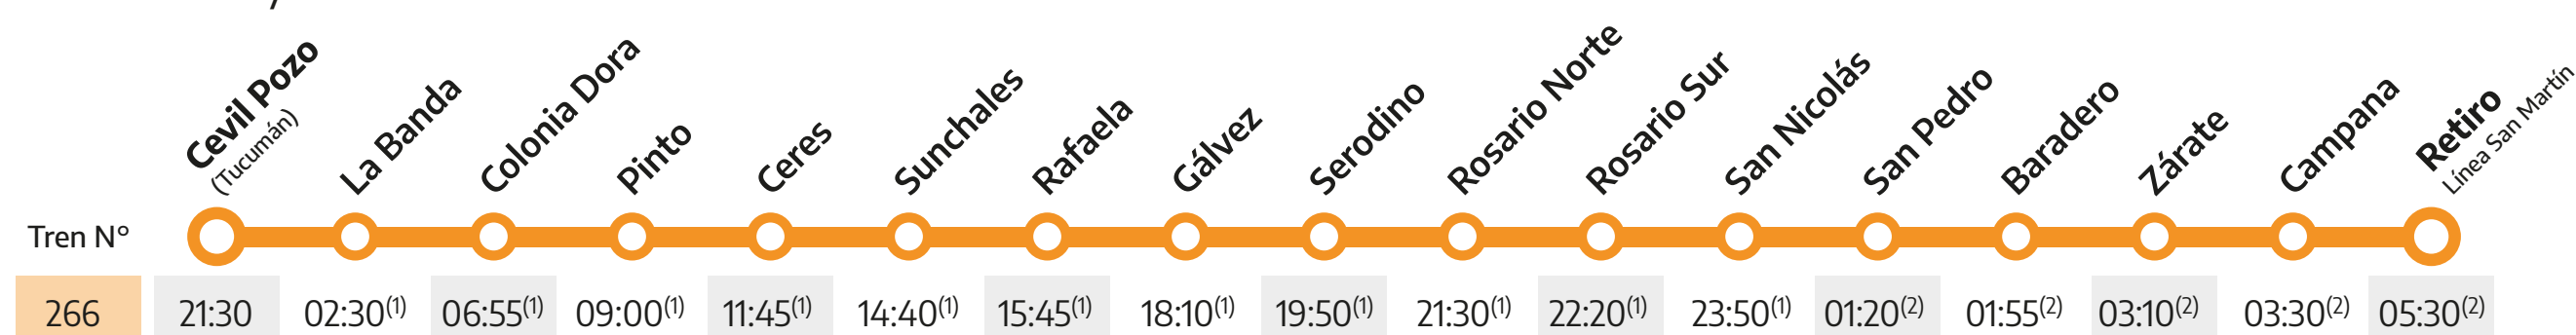 Cevil Pozo
(Tucumán)
La Banda
Colonia Dora
Pinto
Ceres
Sunchales
Rafaela
Gálvez
Serodino
Rosario Norte
Rosario Sur
San Nicolás
San Pedro
Baradero
Zárate
Campana
Retiro
Línea San Martín
Tren N°
266 21:30 02:30(1) 06:55(1) 09:00(1) 11:45(1) 14:40(1) 15:45(1) 18:10(1) 19:50(1) 21:30(1) 22:20(1) 23:50(1) 01:20(2) 01:55(2) 03:10(2) 03:30(2) 05:30(2)